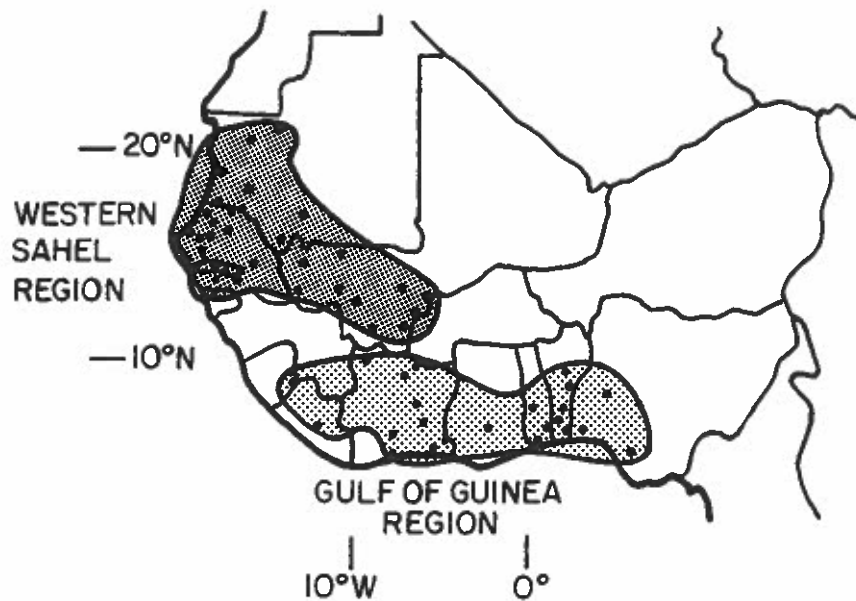 20°N
WESTERN
SAHEL
REGION
10°N
GULF OF GUINEA
REGION
10°W
0°